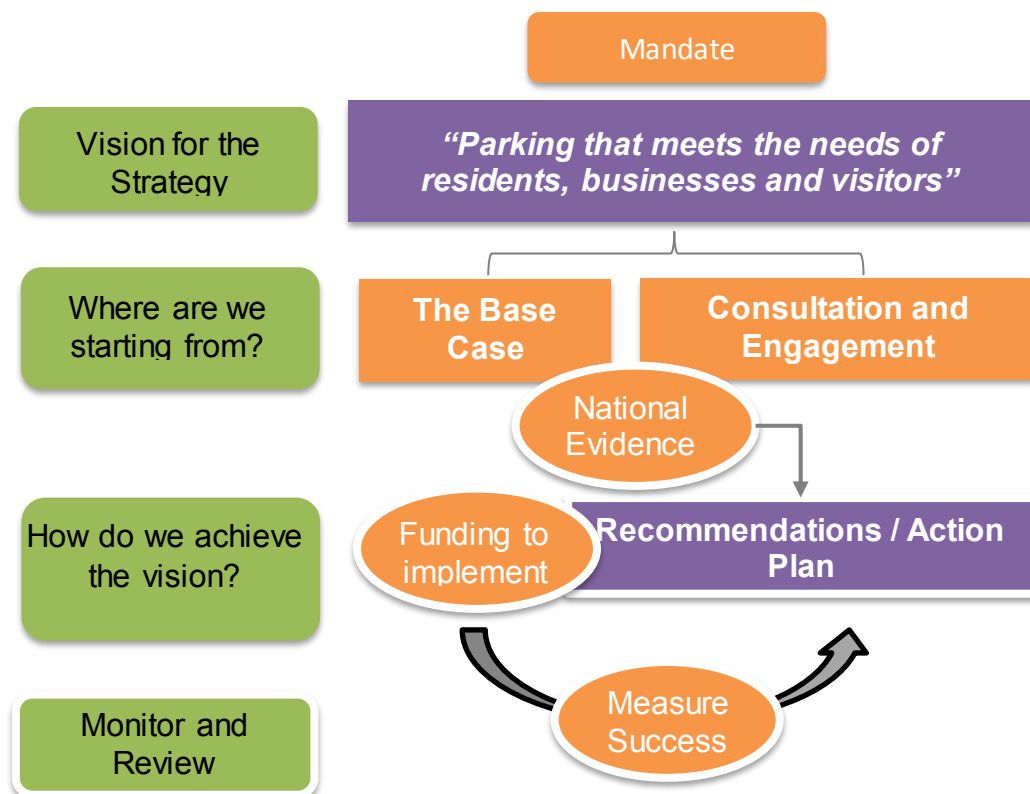 Mandate
Vision for the
Strategy
“Parking that meets the needs of
residents, businesses and visitors”
Where are we
starting from?
The Base
Case
Consultation and
Engagement
National
Evidence
How do we achieve
the vision?
Funding to
implement
Recommendations / Action
Plan
Monitor and
Review
Measure
Success